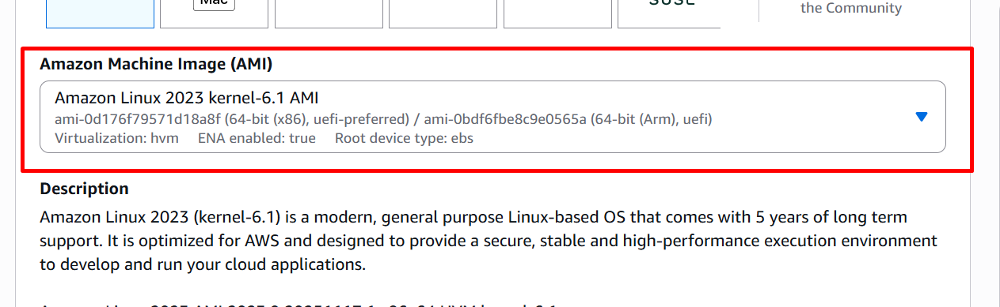 Mac
SUSE
the Community
Amazon Machine Image (AMI)
Amazon Linux 2023 kernel-6.1 AMI
ami-0d176f79571d18a8f (64-bit (x86), uefi-preferred) / ami-0bdf6fbe8c9e0565a (64-bit (Arm), uefi)
Virtualization: hvm ENA enabled: true Root device type: ebs
Description
Amazon Linux 2023 (kernel-6.1) is a modern, general purpose Linux-based OS that comes with 5 years of long term
support. It is optimized for AWS and designed to provide a secure, stable and high-performance execution environment
to develop and run your cloud applications.